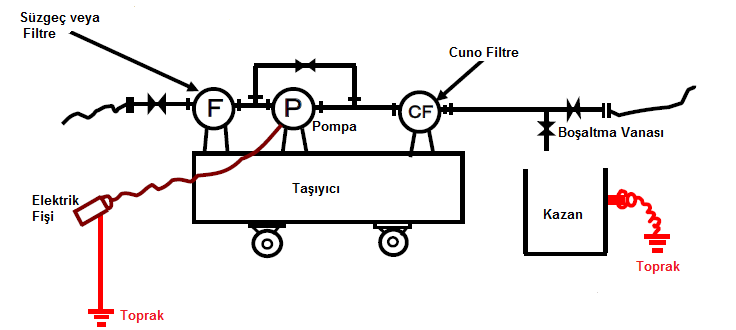 Süzgeç veya
Filtre
Cuno Filtre
F
P
CF
Pompa
Boşaltma Vanası
Taşıyıcı
Elektrik
Fişi
Kazan
Toprak
Toprak